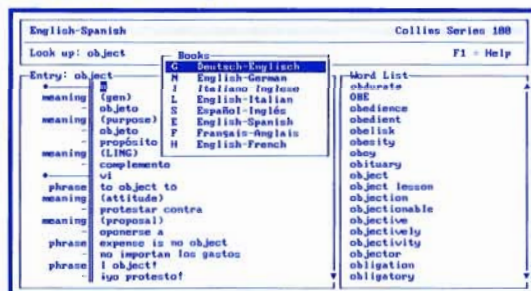 English-Spanish Collins Series 100
Look up: object F1 = Help
Books
G Deutsch-Englisch
N English-German
I Italiano Inglese
L English-Italian
S Español-Inglés
E English-Spanish
F Français-Anglais
H English-French
Entry: object
n
meaning (gen)
objeto
meaning (purpose)
objeto
propósito
meaning (LING)
complemento
vi
phrase to object to
meaning (attitude)
protestar contra
meaning (proposal)
oponerse a
phrase expense is no object
no importan los gastos
phrase I object!
¡yo protesto!
Word List
obdurate
OBE
obedience
obedient
obelisk
obesity
obey
obituary
object
object lesson
objection
objectionable
objective
objectively
objectivity
objector
obligation
obligatory